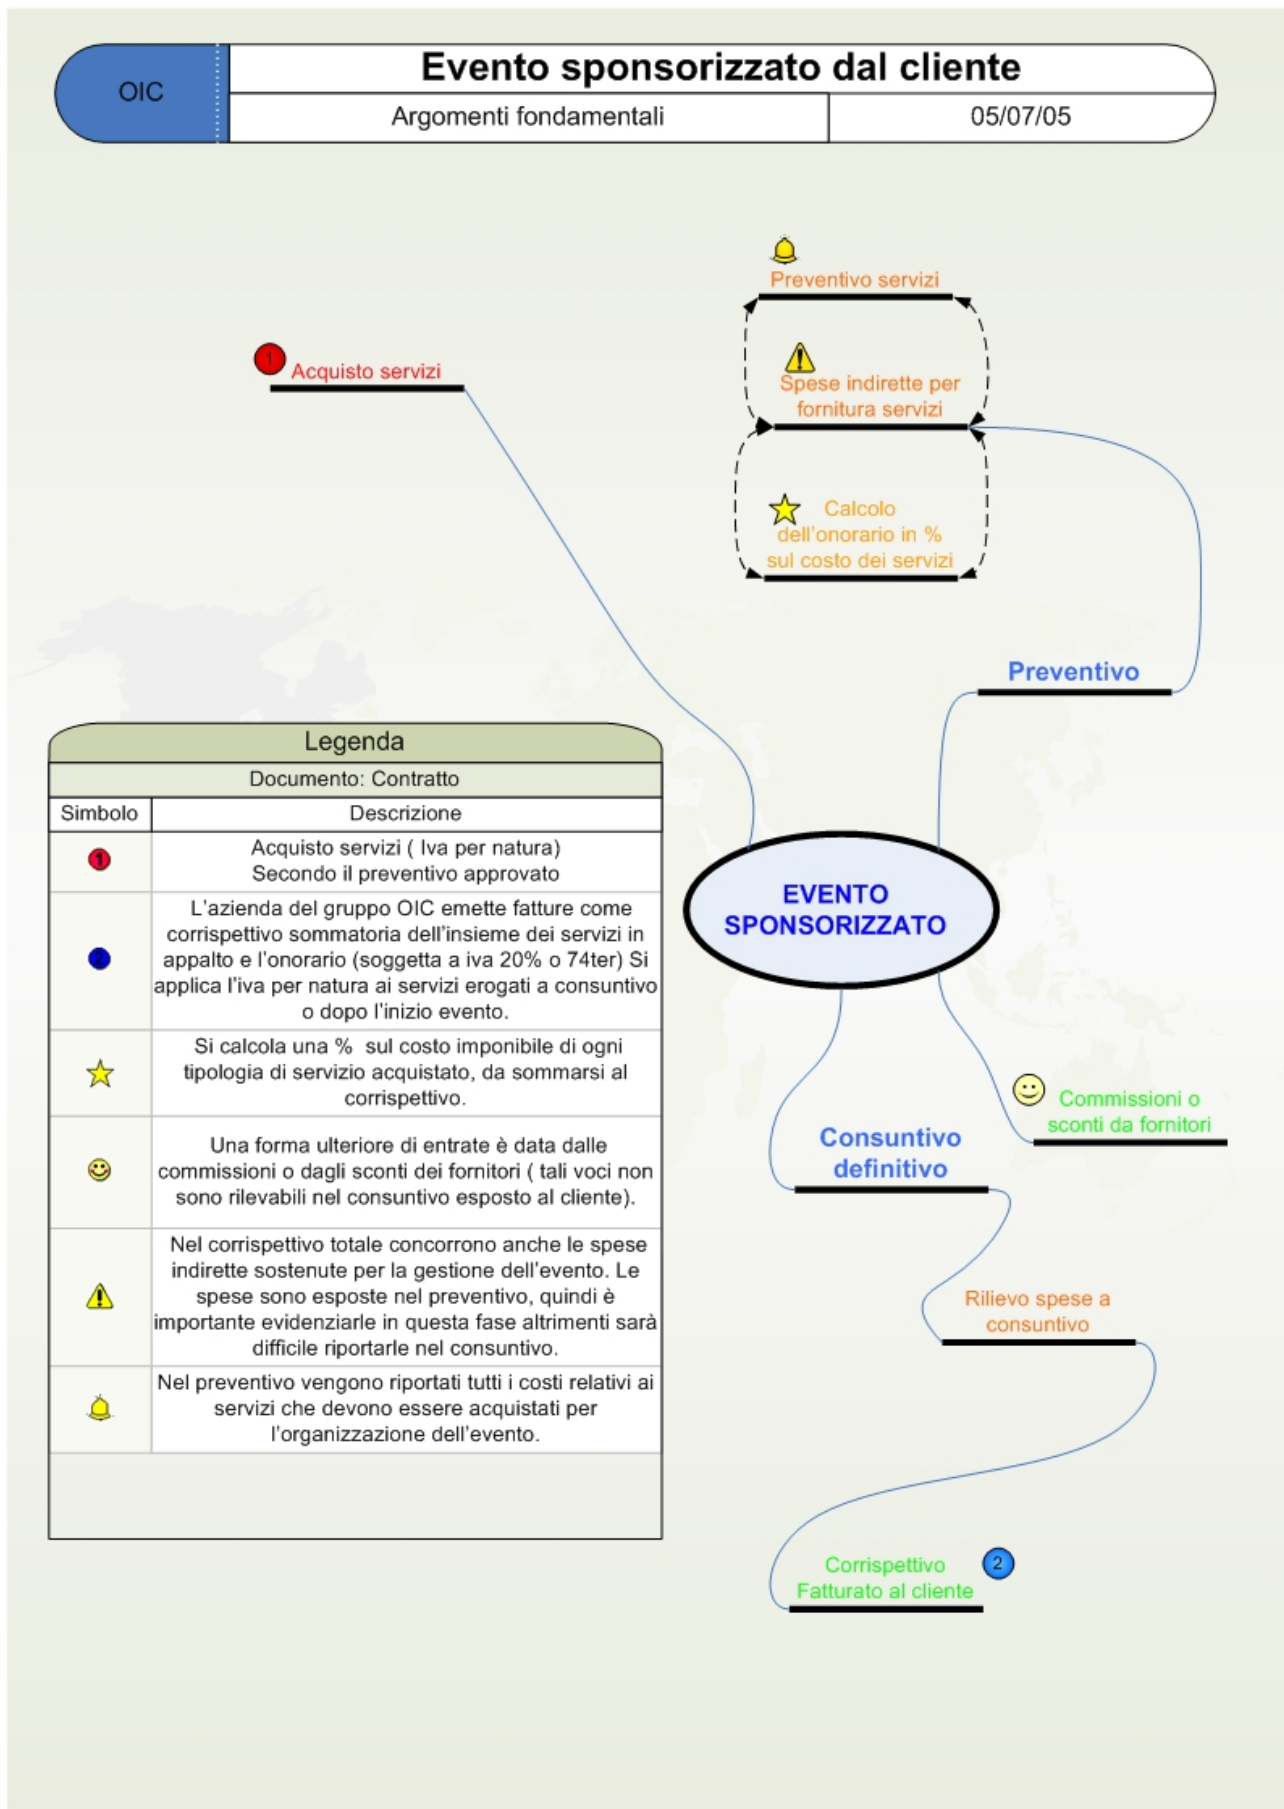 OIC
Evento sponsorizzato dal cliente
Argomenti fondamentali
05/07/05
Preventivo servizi
1
Acquisto servizi
Spese indirette per
fornitura servizi
Calcolo
dell'onorario in %
sul costo dei servizi
Preventivo
EVENTO
SPONSORIZZATO
Commissioni o
sconti da fornitori
Consuntivo
definitivo
Rilievo spese a
consuntivo
Corrispettivo
Fatturato al cliente
2
Legenda
Documento: Contratto
Simbolo
Descrizione
1
Acquisto servizi ( Iva per natura)
Secondo il preventivo approvato
2
L'azienda del gruppo OIC emette fatture come
corrispettivo sommatoria dell'insieme dei servizi in
appalto e l'onorario (soggetta a iva 20% o 74ter) Si
applica l'iva per natura ai servizi erogati a consuntivo
o dopo l'inizio evento.
Si calcola una % sul costo imponibile di ogni
tipologia di servizio acquistato, da sommarsi al
corrispettivo.
Una forma ulteriore di entrate è data dalle
commissioni o dagli sconti dei fornitori ( tali voci non
sono rilevabili nel consuntivo esposto al cliente).
Nel corrispettivo totale concorrono anche le spese
indirette sostenute per la gestione dell'evento. Le
spese sono esposte nel preventivo, quindi è
importante evidenziarle in questa fase altrimenti sarà
difficile riportarle nel consuntivo.
Nel preventivo vengono riportati tutti i costi relativi ai
servizi che devono essere acquistati per
l'organizzazione dell'evento.